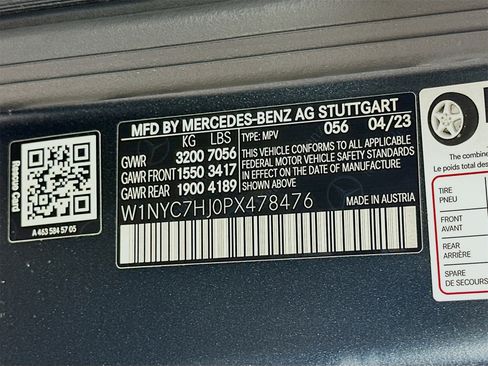 MFD BY MERCEDES-BENZ AG STUTTGART
KG LBS TYPE: MPV 056 04/23
GVWR 3200 7056
GAWR FRONT 1550 3417
GAWR REAR 1900 4189
THIS VEHICLE CONFORMS TO ALL APPLICABLE
FEDERAL MOTOR VEHICLE SAFETY STANDARDS
IN EFFECT ON THE DATE OF MANUFACTURE
SHOWN ABOVE.
W1NYC7HJ0PX478476 MADE IN AUSTRIA
Rescue Card
A 463 584 57 05
The combined
Le poids total
TIRE
PNEU
FRONT
AVANT
REAR
ARRIÈRE
SPARE
DE SECOURS